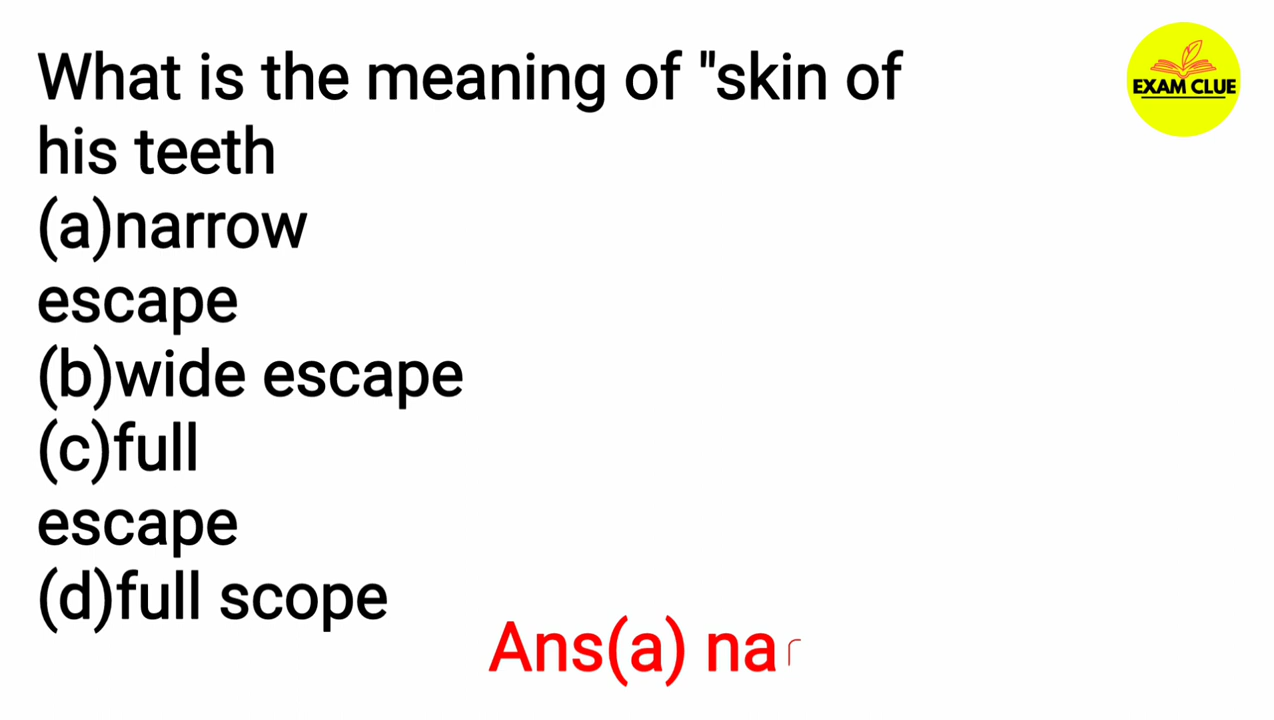 What is the meaning of "skin of
his teeth
(a)narrow
escape
(b)wide escape
(c)full
escape
(d)full scope
Ans(a) nar
EXAM CLUE